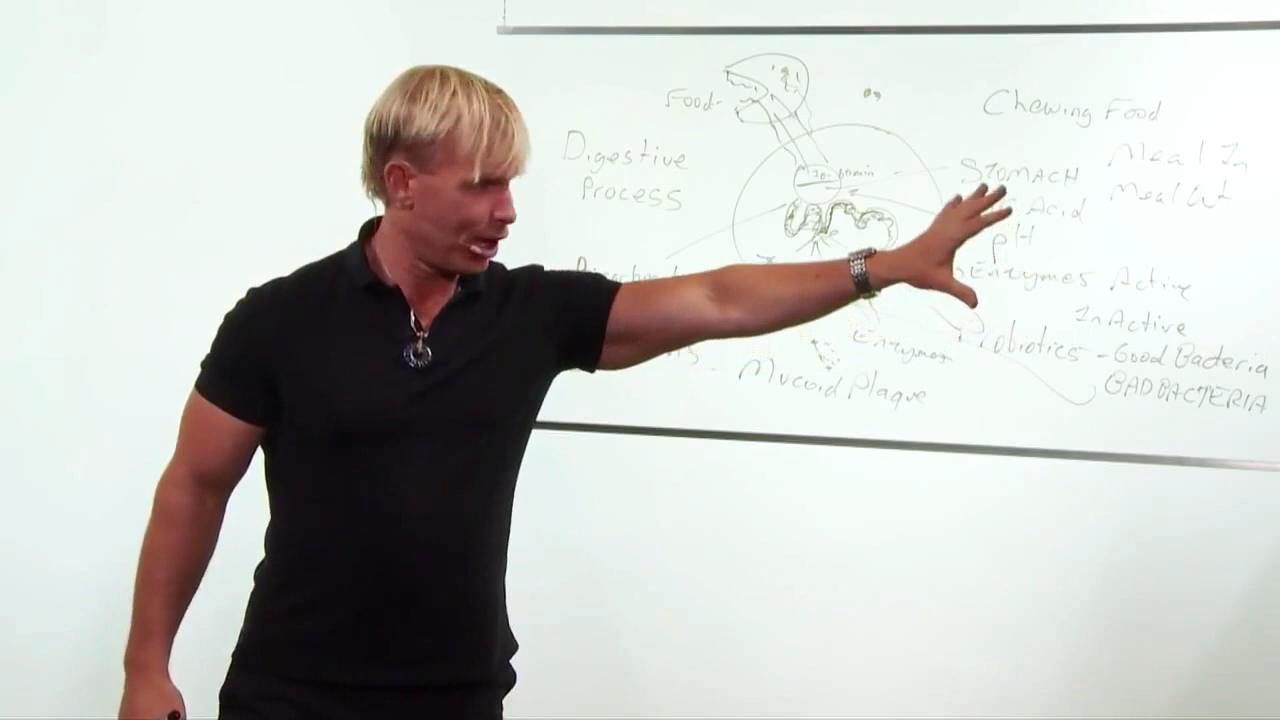 Food-
Chewing Food
Digestive
Process
STOMACH
Meal In
Acid
Meal
pH
Enzymes Active
InActive
Enzymes
Probiotics - Good Bacteria
Mucoid Plaque
BAD BACTERIA